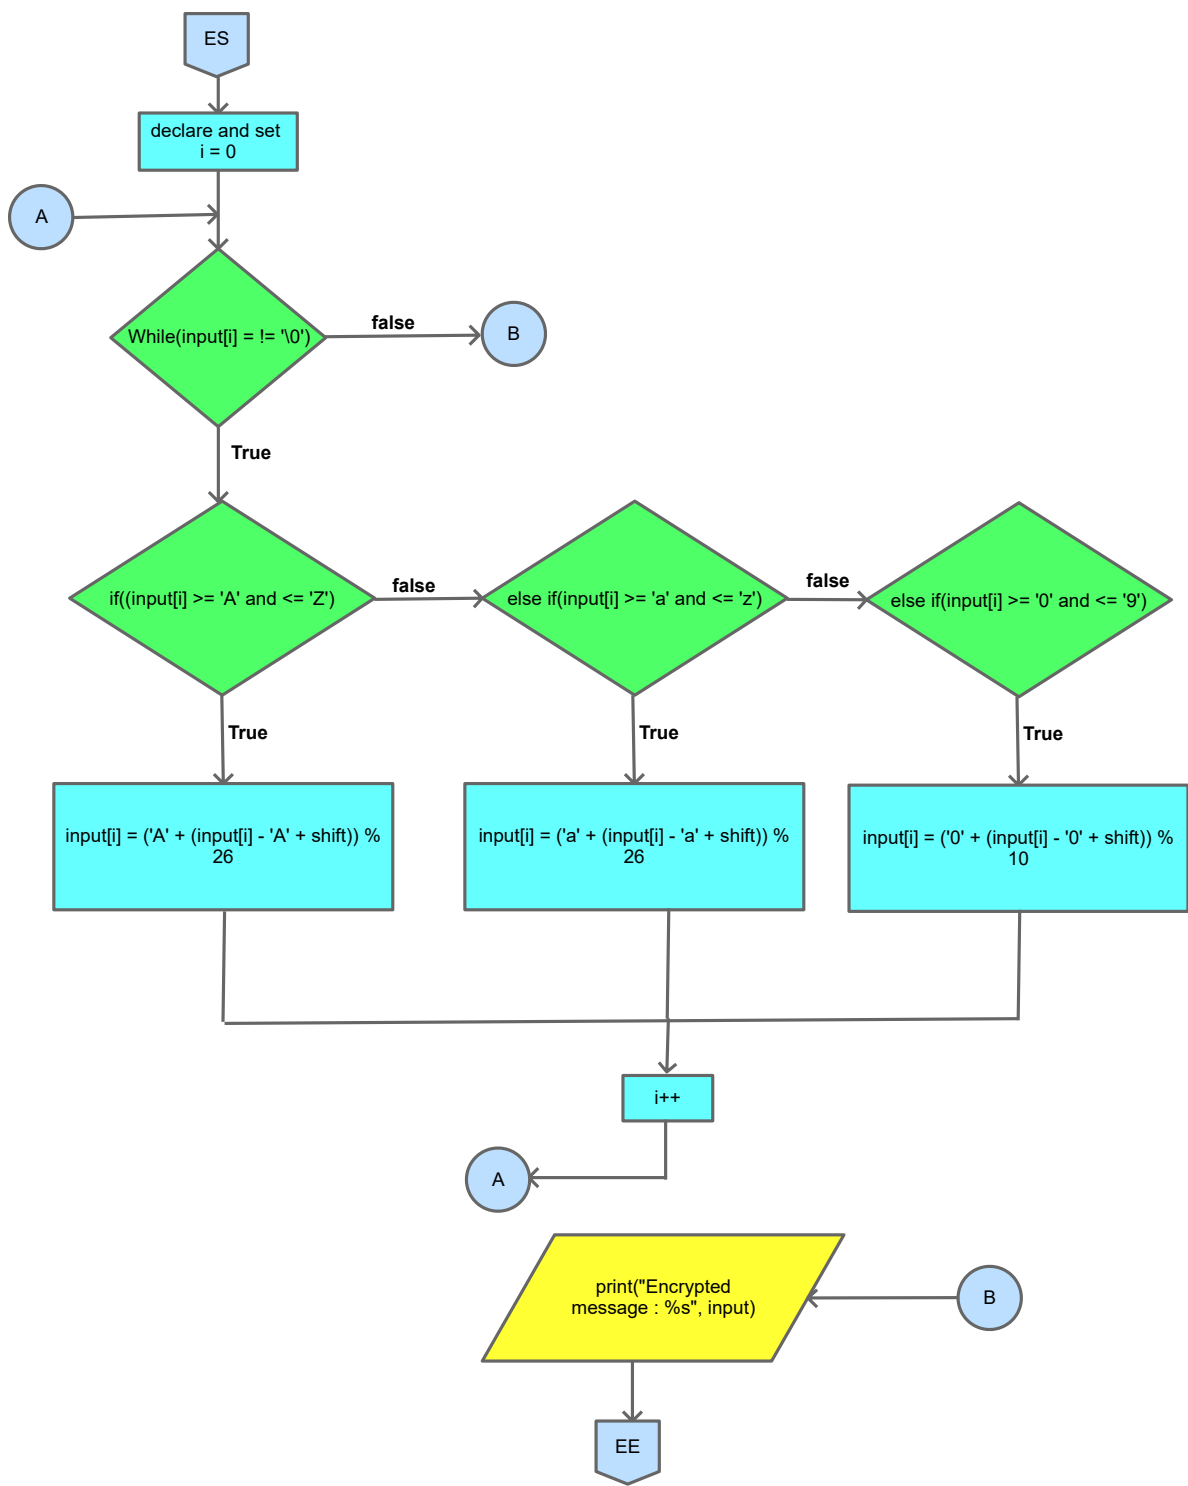 ES
declare and set
i = 0
A
While(input[i] = != '\0')
false
B
True
if((input[i] >= 'A' and <= 'Z')
false
else if(input[i] >= 'a' and <= 'z')
false
else if(input[i] >= '0' and <= '9')
True
True
True
input[i] = ('A' + (input[i] - 'A' + shift)) %
26
input[i] = ('a' + (input[i] - 'a' + shift)) %
26
input[i] = ('0' + (input[i] - '0' + shift)) %
10
i++
A
print("Encrypted
message : %s", input)
B
EE